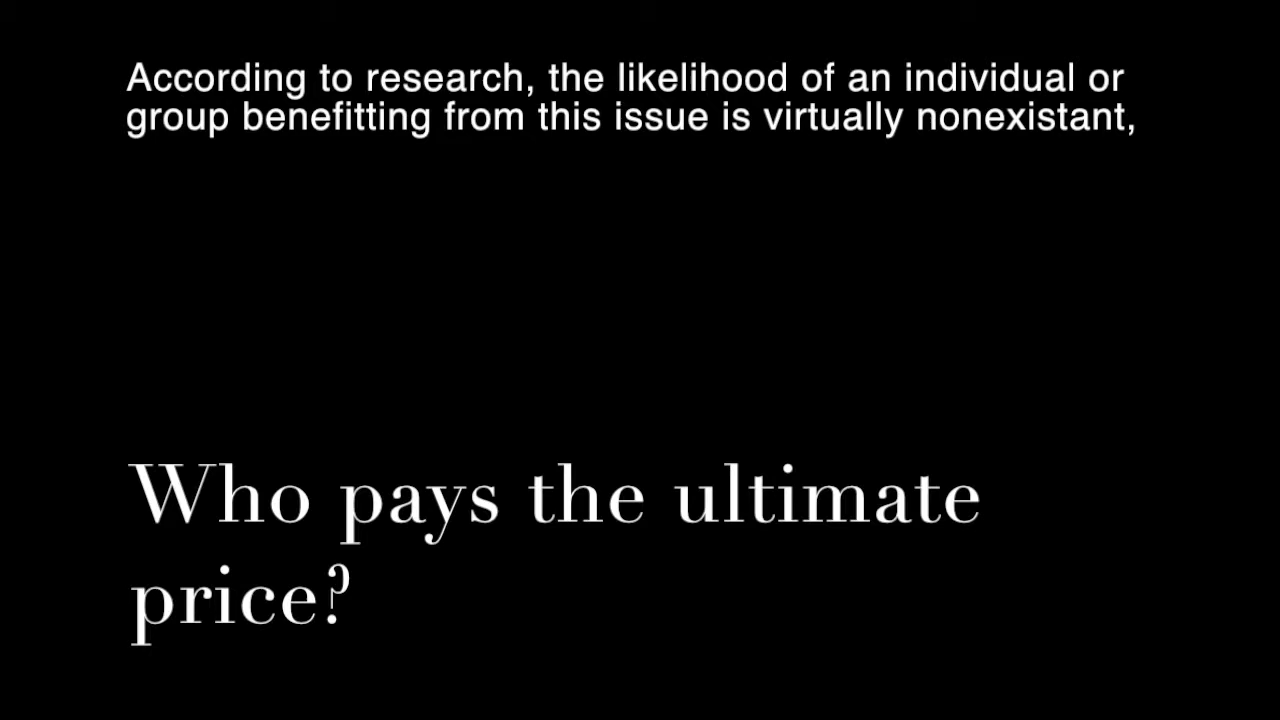 According to research, the likelihood of an individual or
group benefitting from this issue is virtually nonexistant,
Who pays the ultimate
price?